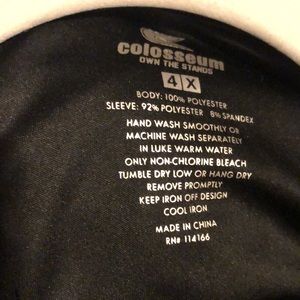 colosseum
OWN THE STANDS
4X
BODY: 100% POLYESTER
SLEEVE: 92% POLYESTER 8% SPANDEX
HAND WASH SMOOTHLY OR
MACHINE WASH SEPARATELY
IN LUKE WARM WATER
ONLY NON-CHLORINE BLEACH
TUMBLE DRY LOW OR HANG DRY
REMOVE PROMPTLY
KEEP IRON OFF DESIGN
COOL IRON
MADE IN CHINA
RN# 114166